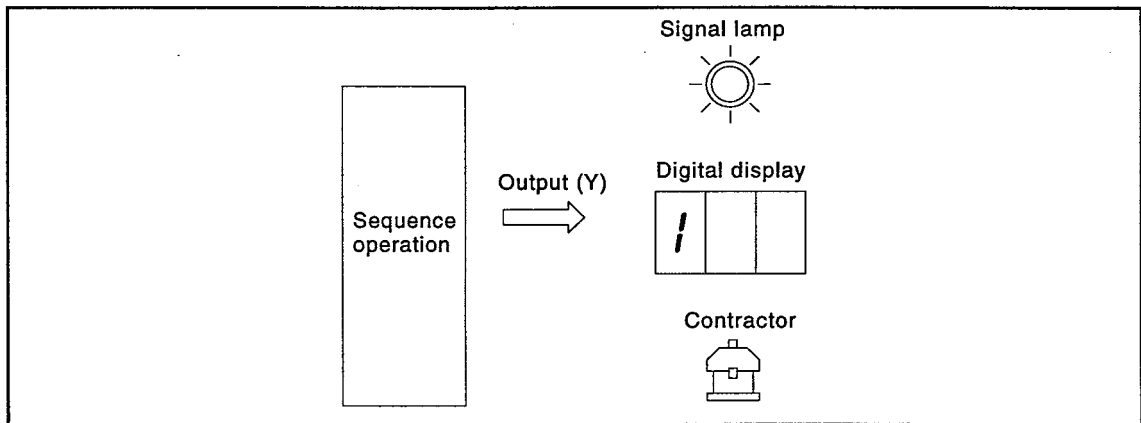 Signal lamp
Digital display
Output (Y)
Sequence
operation
1
Contractor